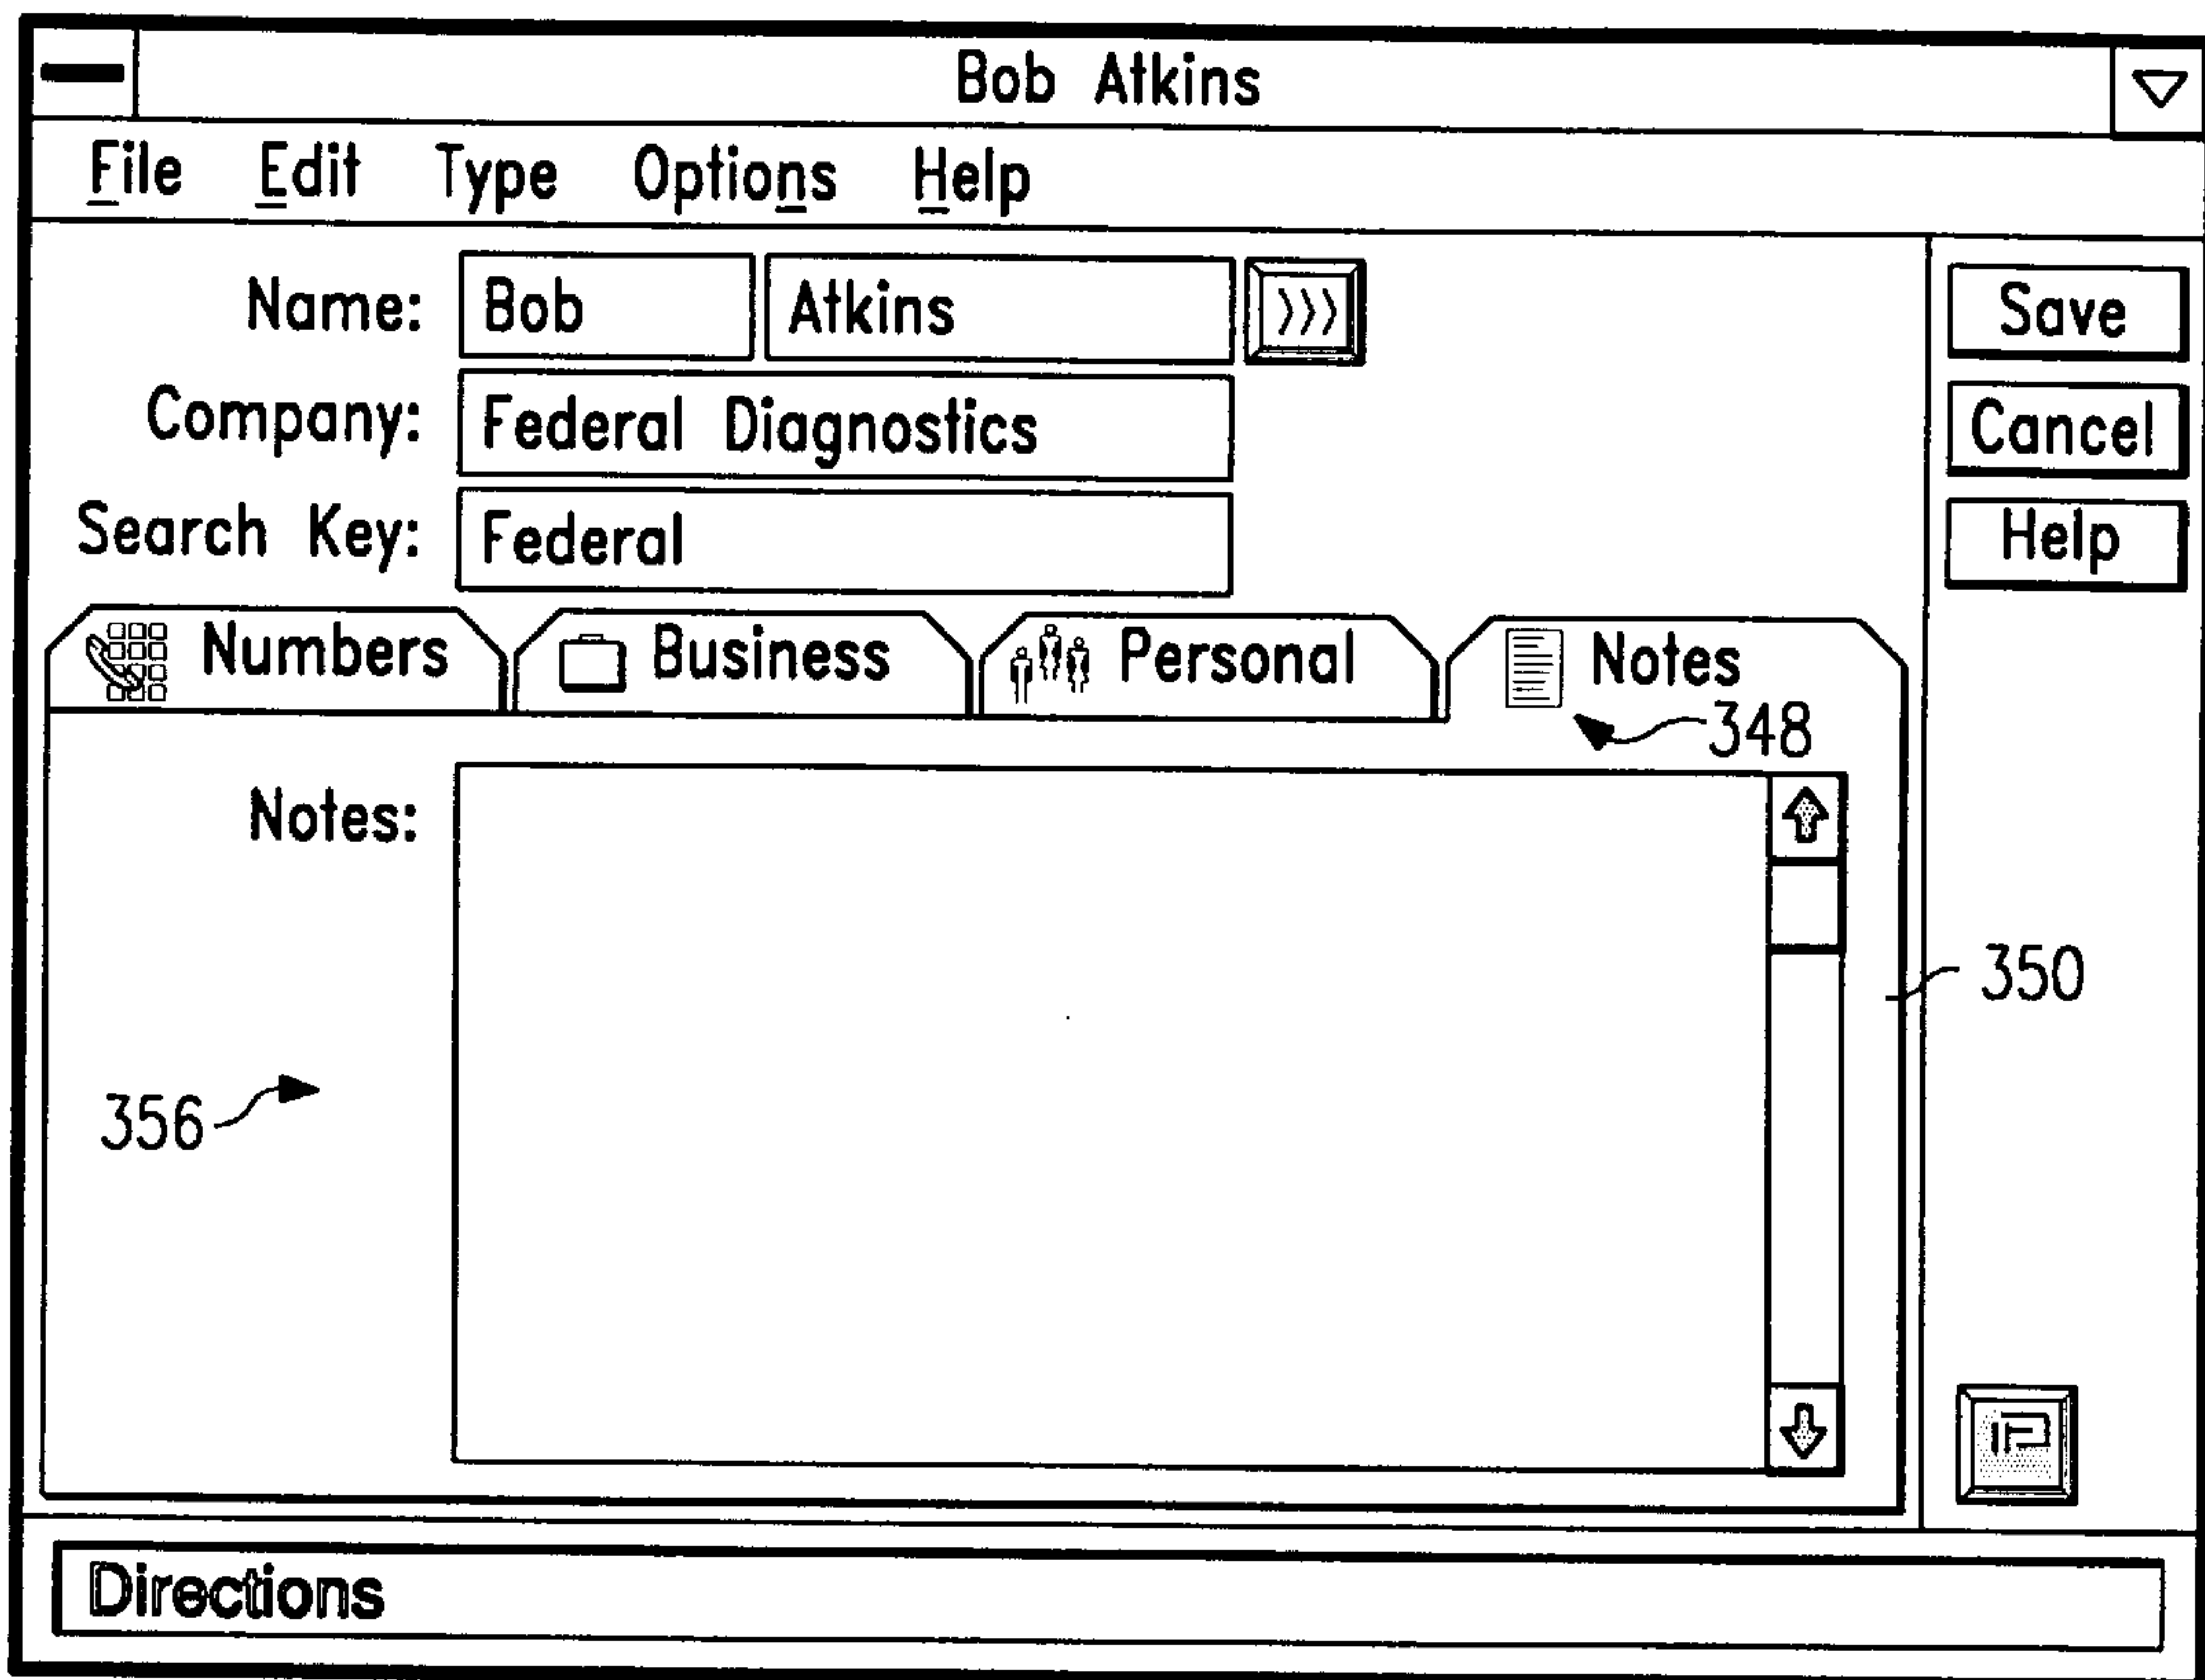 Bob Atkins
File Edit Type Options Help
Name: Bob Atkins >>> Save
Company: Federal Diagnostics Cancel
Search Key: Federal Help
Numbers Business Personal Notes
348
Notes:
350
356
Directions